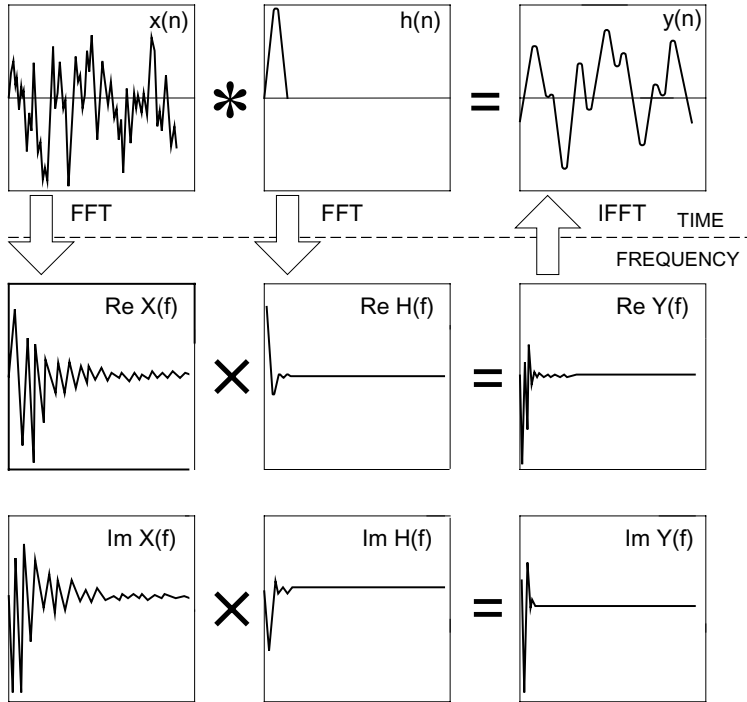 x(n) * h(n) = y(n)
FFT FFT IFFT TIME
FREQUENCY
Re X(f) × Re H(f) = Re Y(f)
Im X(f) × Im H(f) = Im Y(f)